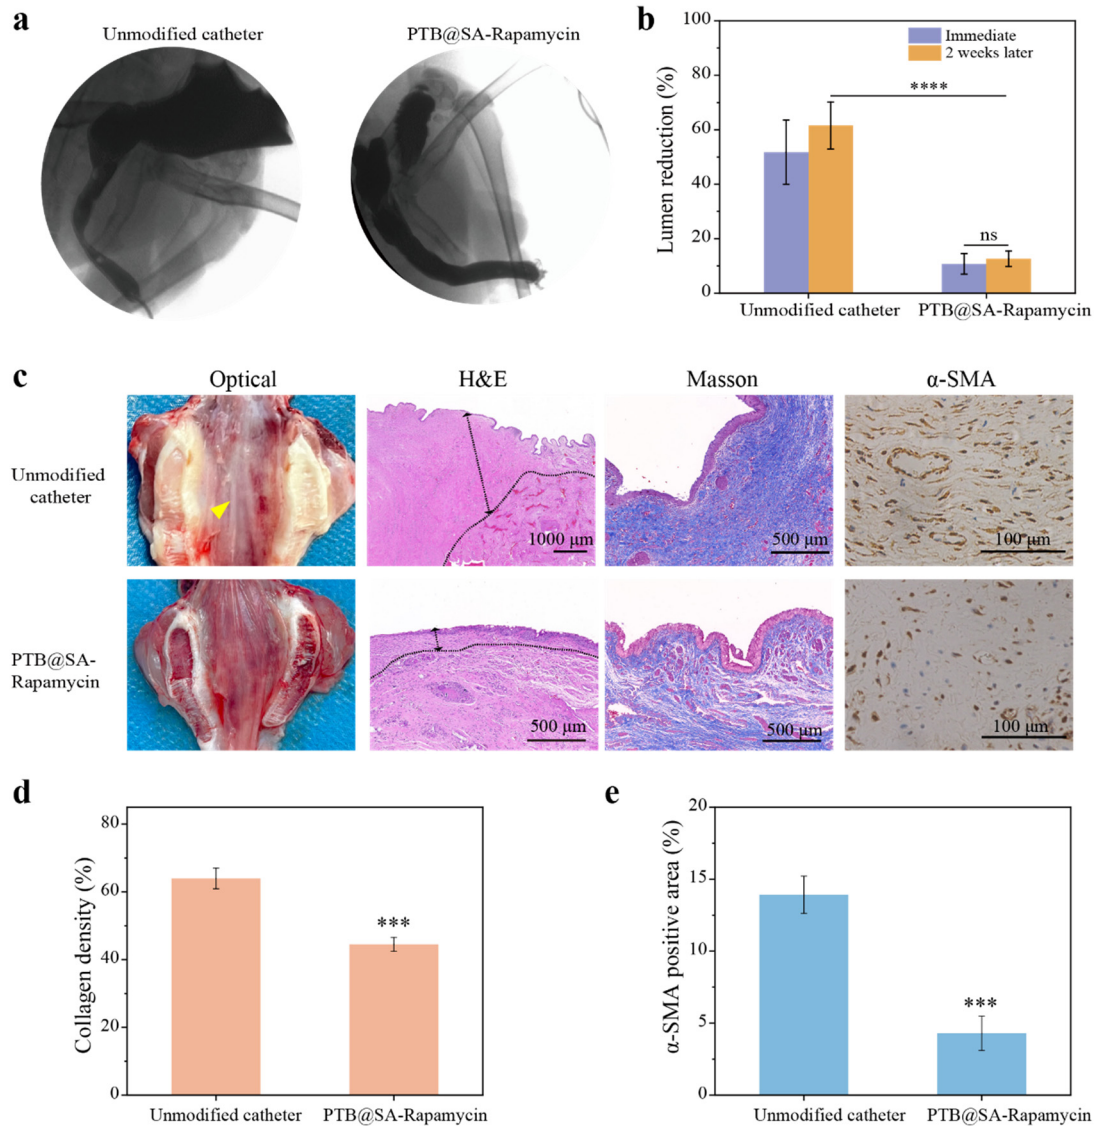 a
Unmodified catheter
PTB@SA-Rapamycin
b
Lumen reduction (%)
100
80
60
40
20
0
Immediate
2 weeks later
****
ns
Unmodified catheter
PTB@SA-Rapamycin
c
Optical
H&E
Masson
α-SMA
Unmodified
catheter
1000 μm
500 μm
100 μm
PTB@SA-
Rapamycin
500 μm
500 μm
100 μm
d
Collagen density (%)
80
60
40
20
0
***
Unmodified catheter
PTB@SA-Rapamycin
e
α-SMA positive area (%)
20
15
10
5
0
***
Unmodified catheter
PTB@SA-Rapamycin